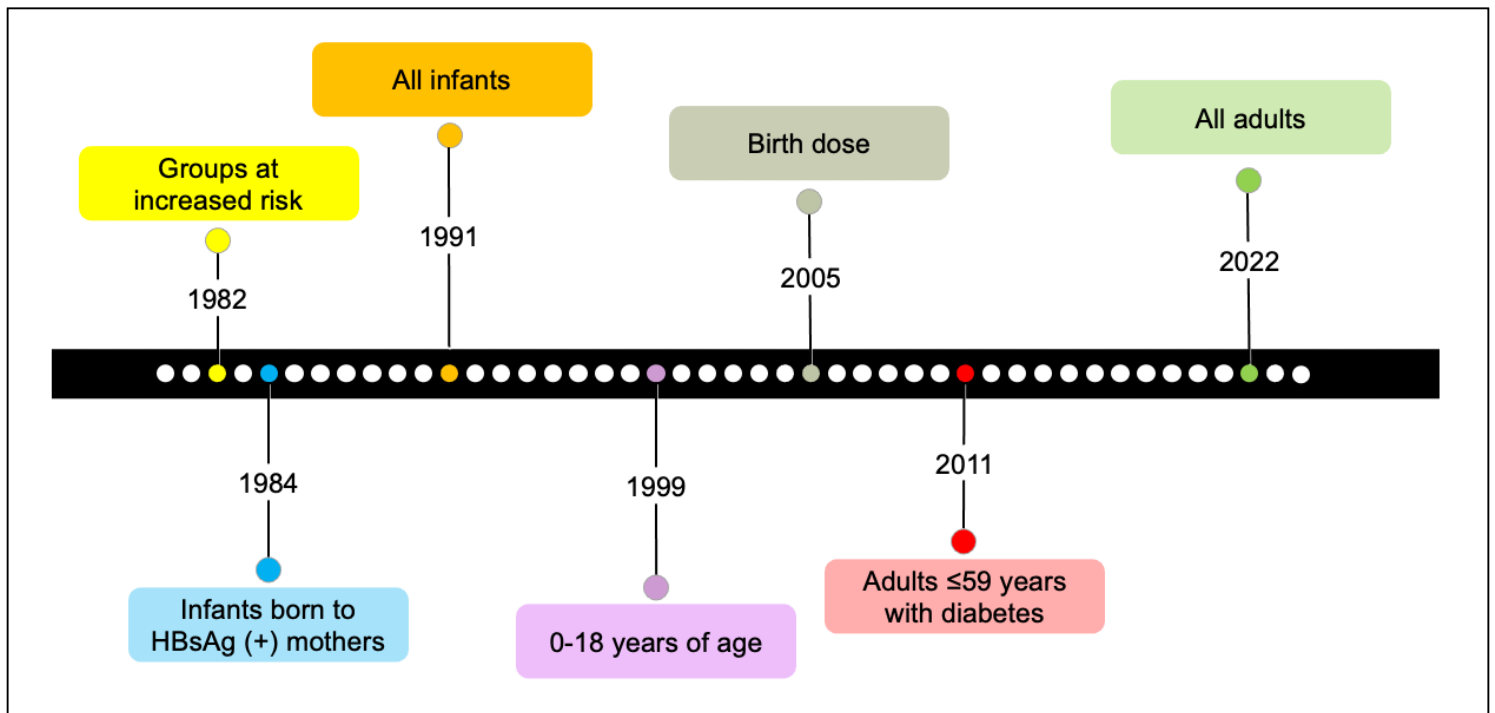 All infants
Groups at
increased risk
Birth dose
All adults
1982
1991
2005
2022
1984
1999
2011
Infants born to
HBsAg (+) mothers
0-18 years of age
Adults ≤59 years
with diabetes